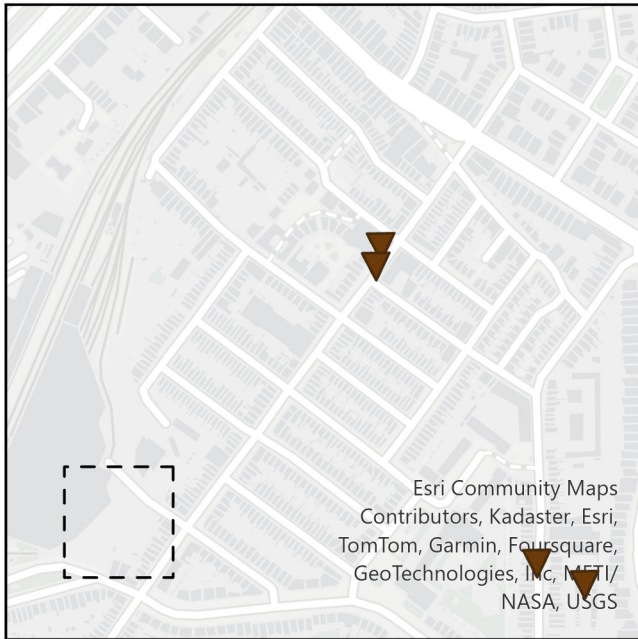 Esri Community Maps
Contributors, Kadaster, Esri,
TomTom, Garmin, Foursquare,
GeoTechnologies, Inc, METI/
NASA, USGS